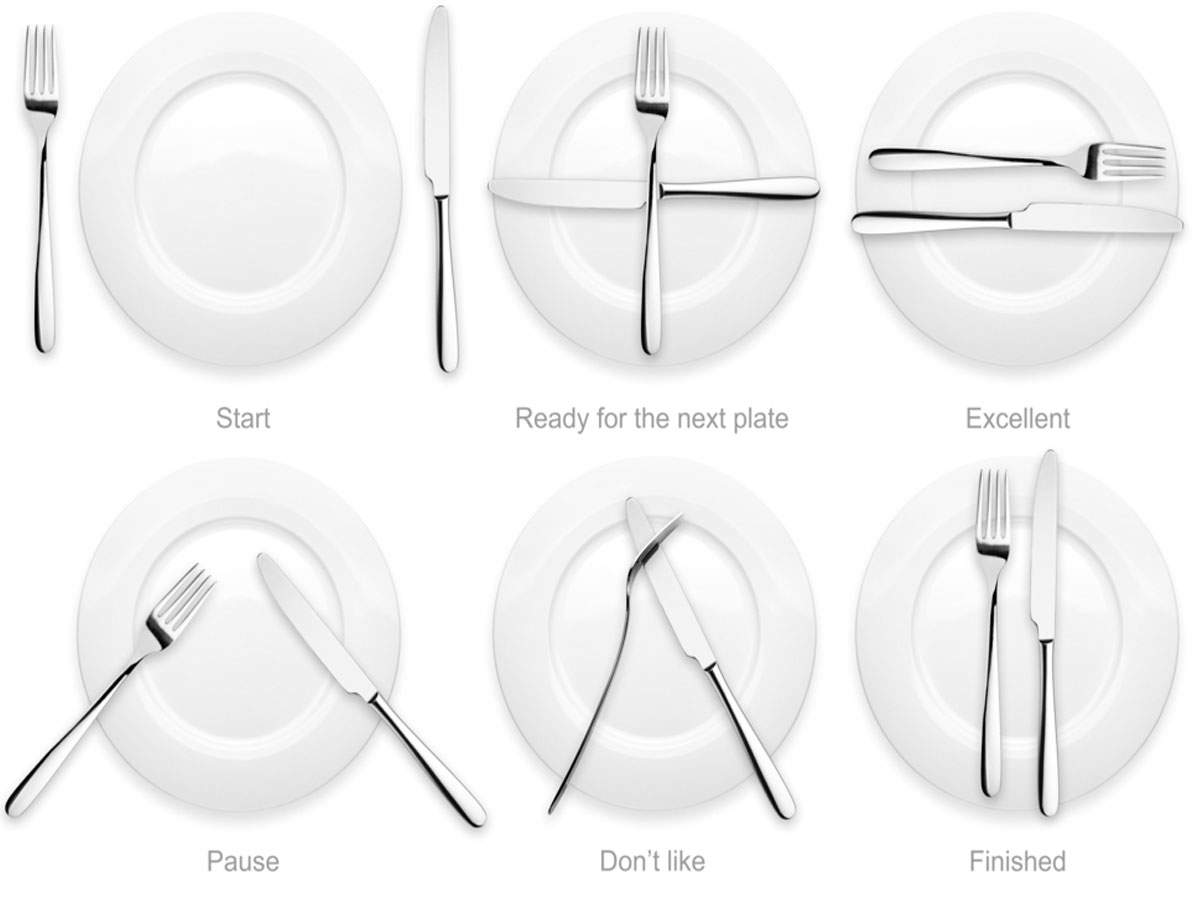 Start
Ready for the next plate
Excellent
Pause
Don’t like
Finished